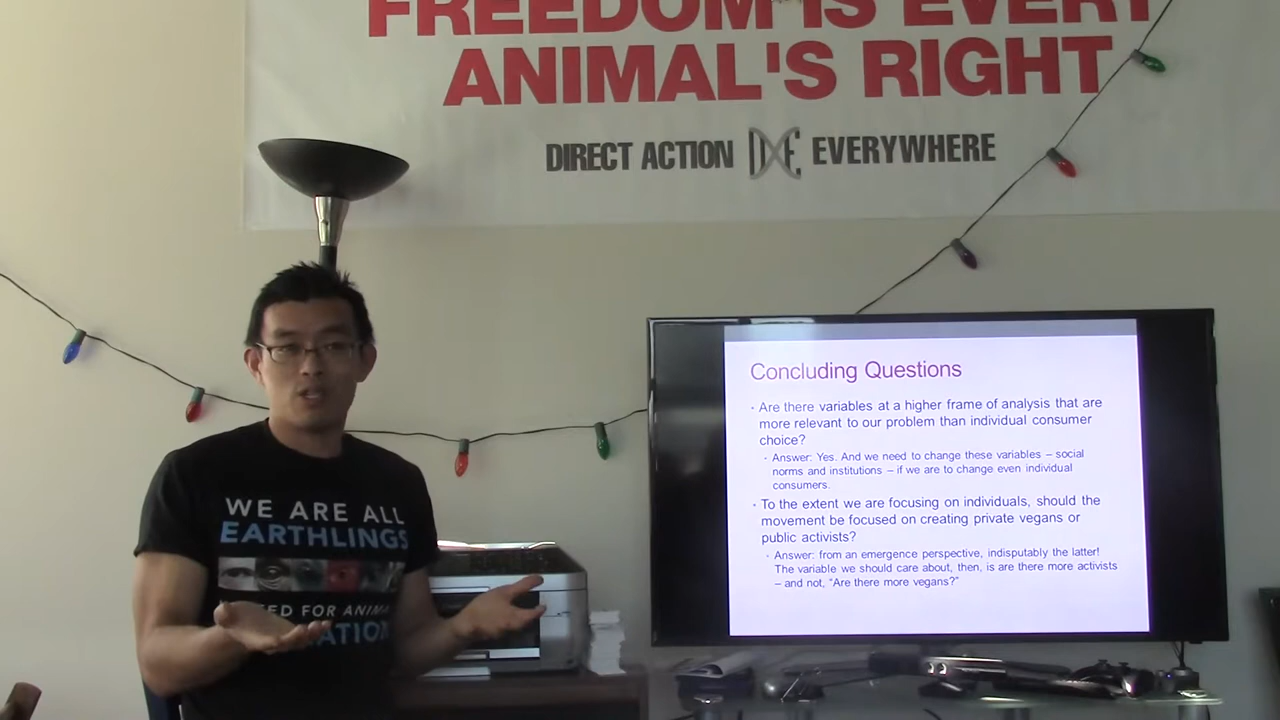 FREEDOM IS EVERY
ANIMAL'S RIGHT
DIRECT ACTION DXE EVERYWHERE
WE ARE ALL
EARTHLINGS
FOR ANIMA
Concluding Questions
· Are there variables at a higher frame of analysis that are
more relevant to our problem than individual consumer
choice?
· Answer: Yes. And we need to change these variables – social
norms and institutions – if we are to change even individual
consumers.
· To the extent we are focusing on individuals, should the
movement be focused on creating private vegans or
public activists?
· Answer: from an emergence perspective, indisputably the latter!
The variable we should care about, then, is are there more activists
– and not, "Are there more vegans?"